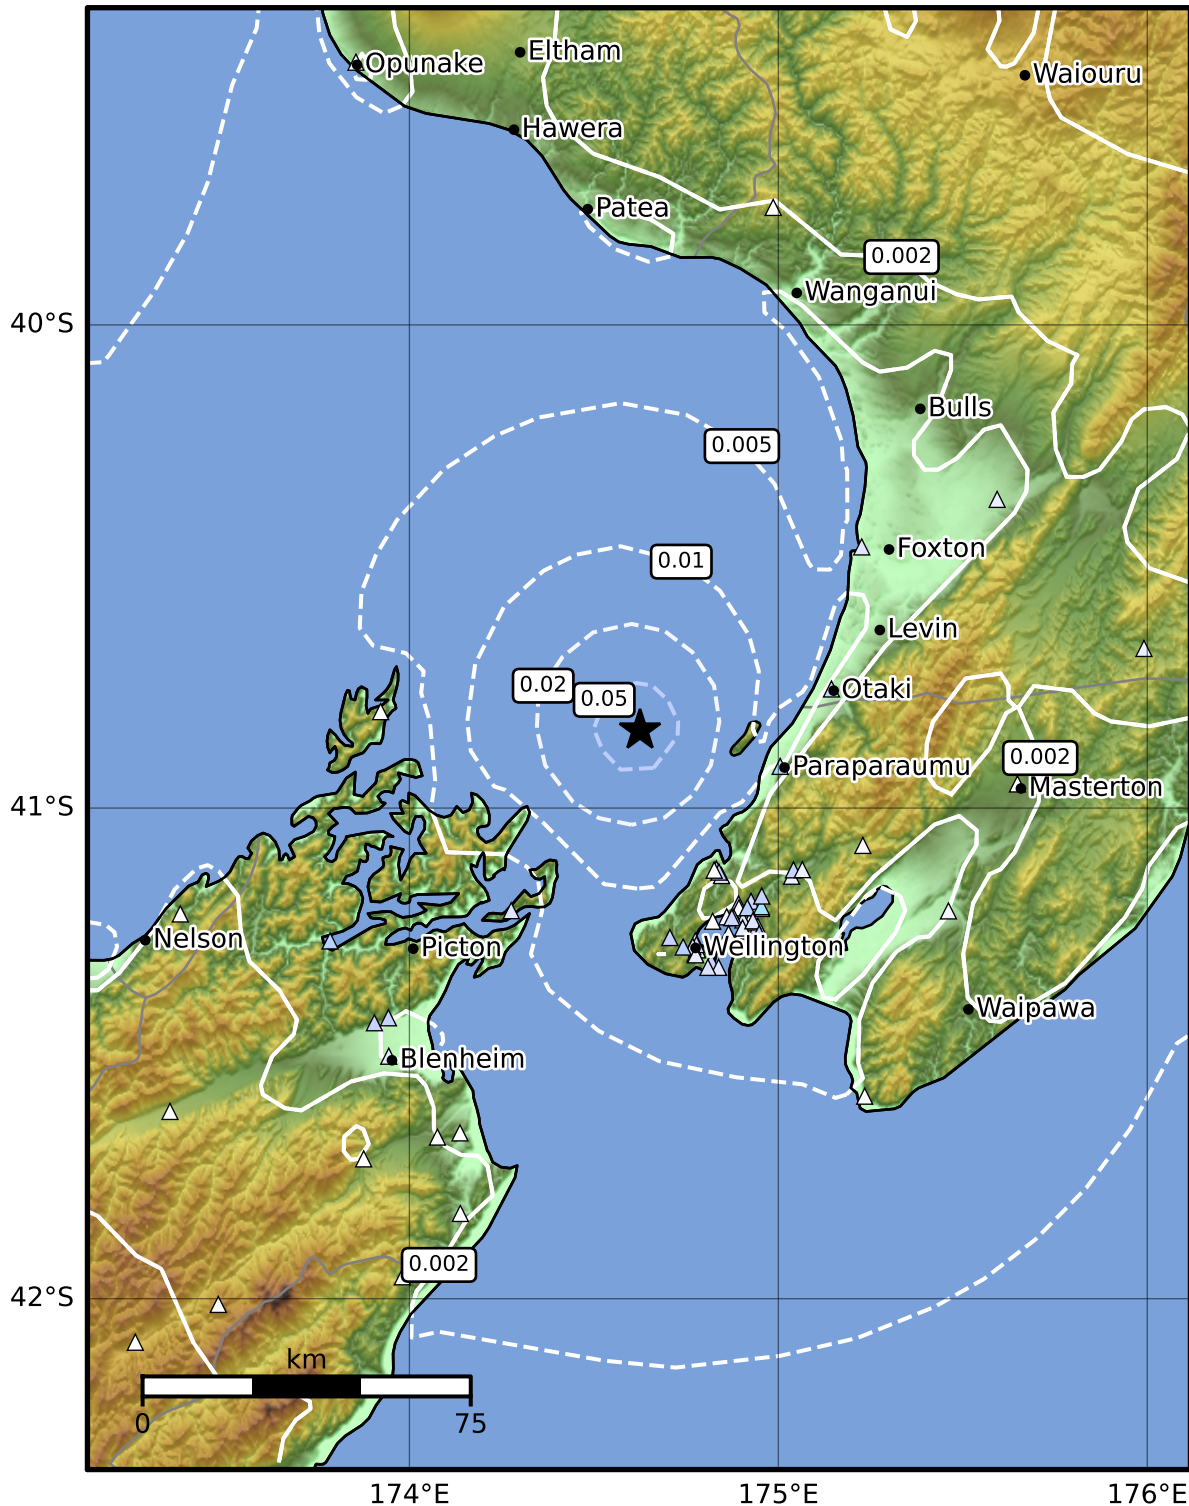 Eltham
Opunake
Waiouru
Hawera
Patea
0.002
Wanganui
40°S
Bulls
0.005
Foxton
0.01
Levin
0.02
0.05
Otaki
0.002
Paraparaumu
Masterton
41°S
Nelson
Picton
Wellington
Waipawa
Blenheim
0.002
42°S
km
0
75
174°E
175°E
176°E